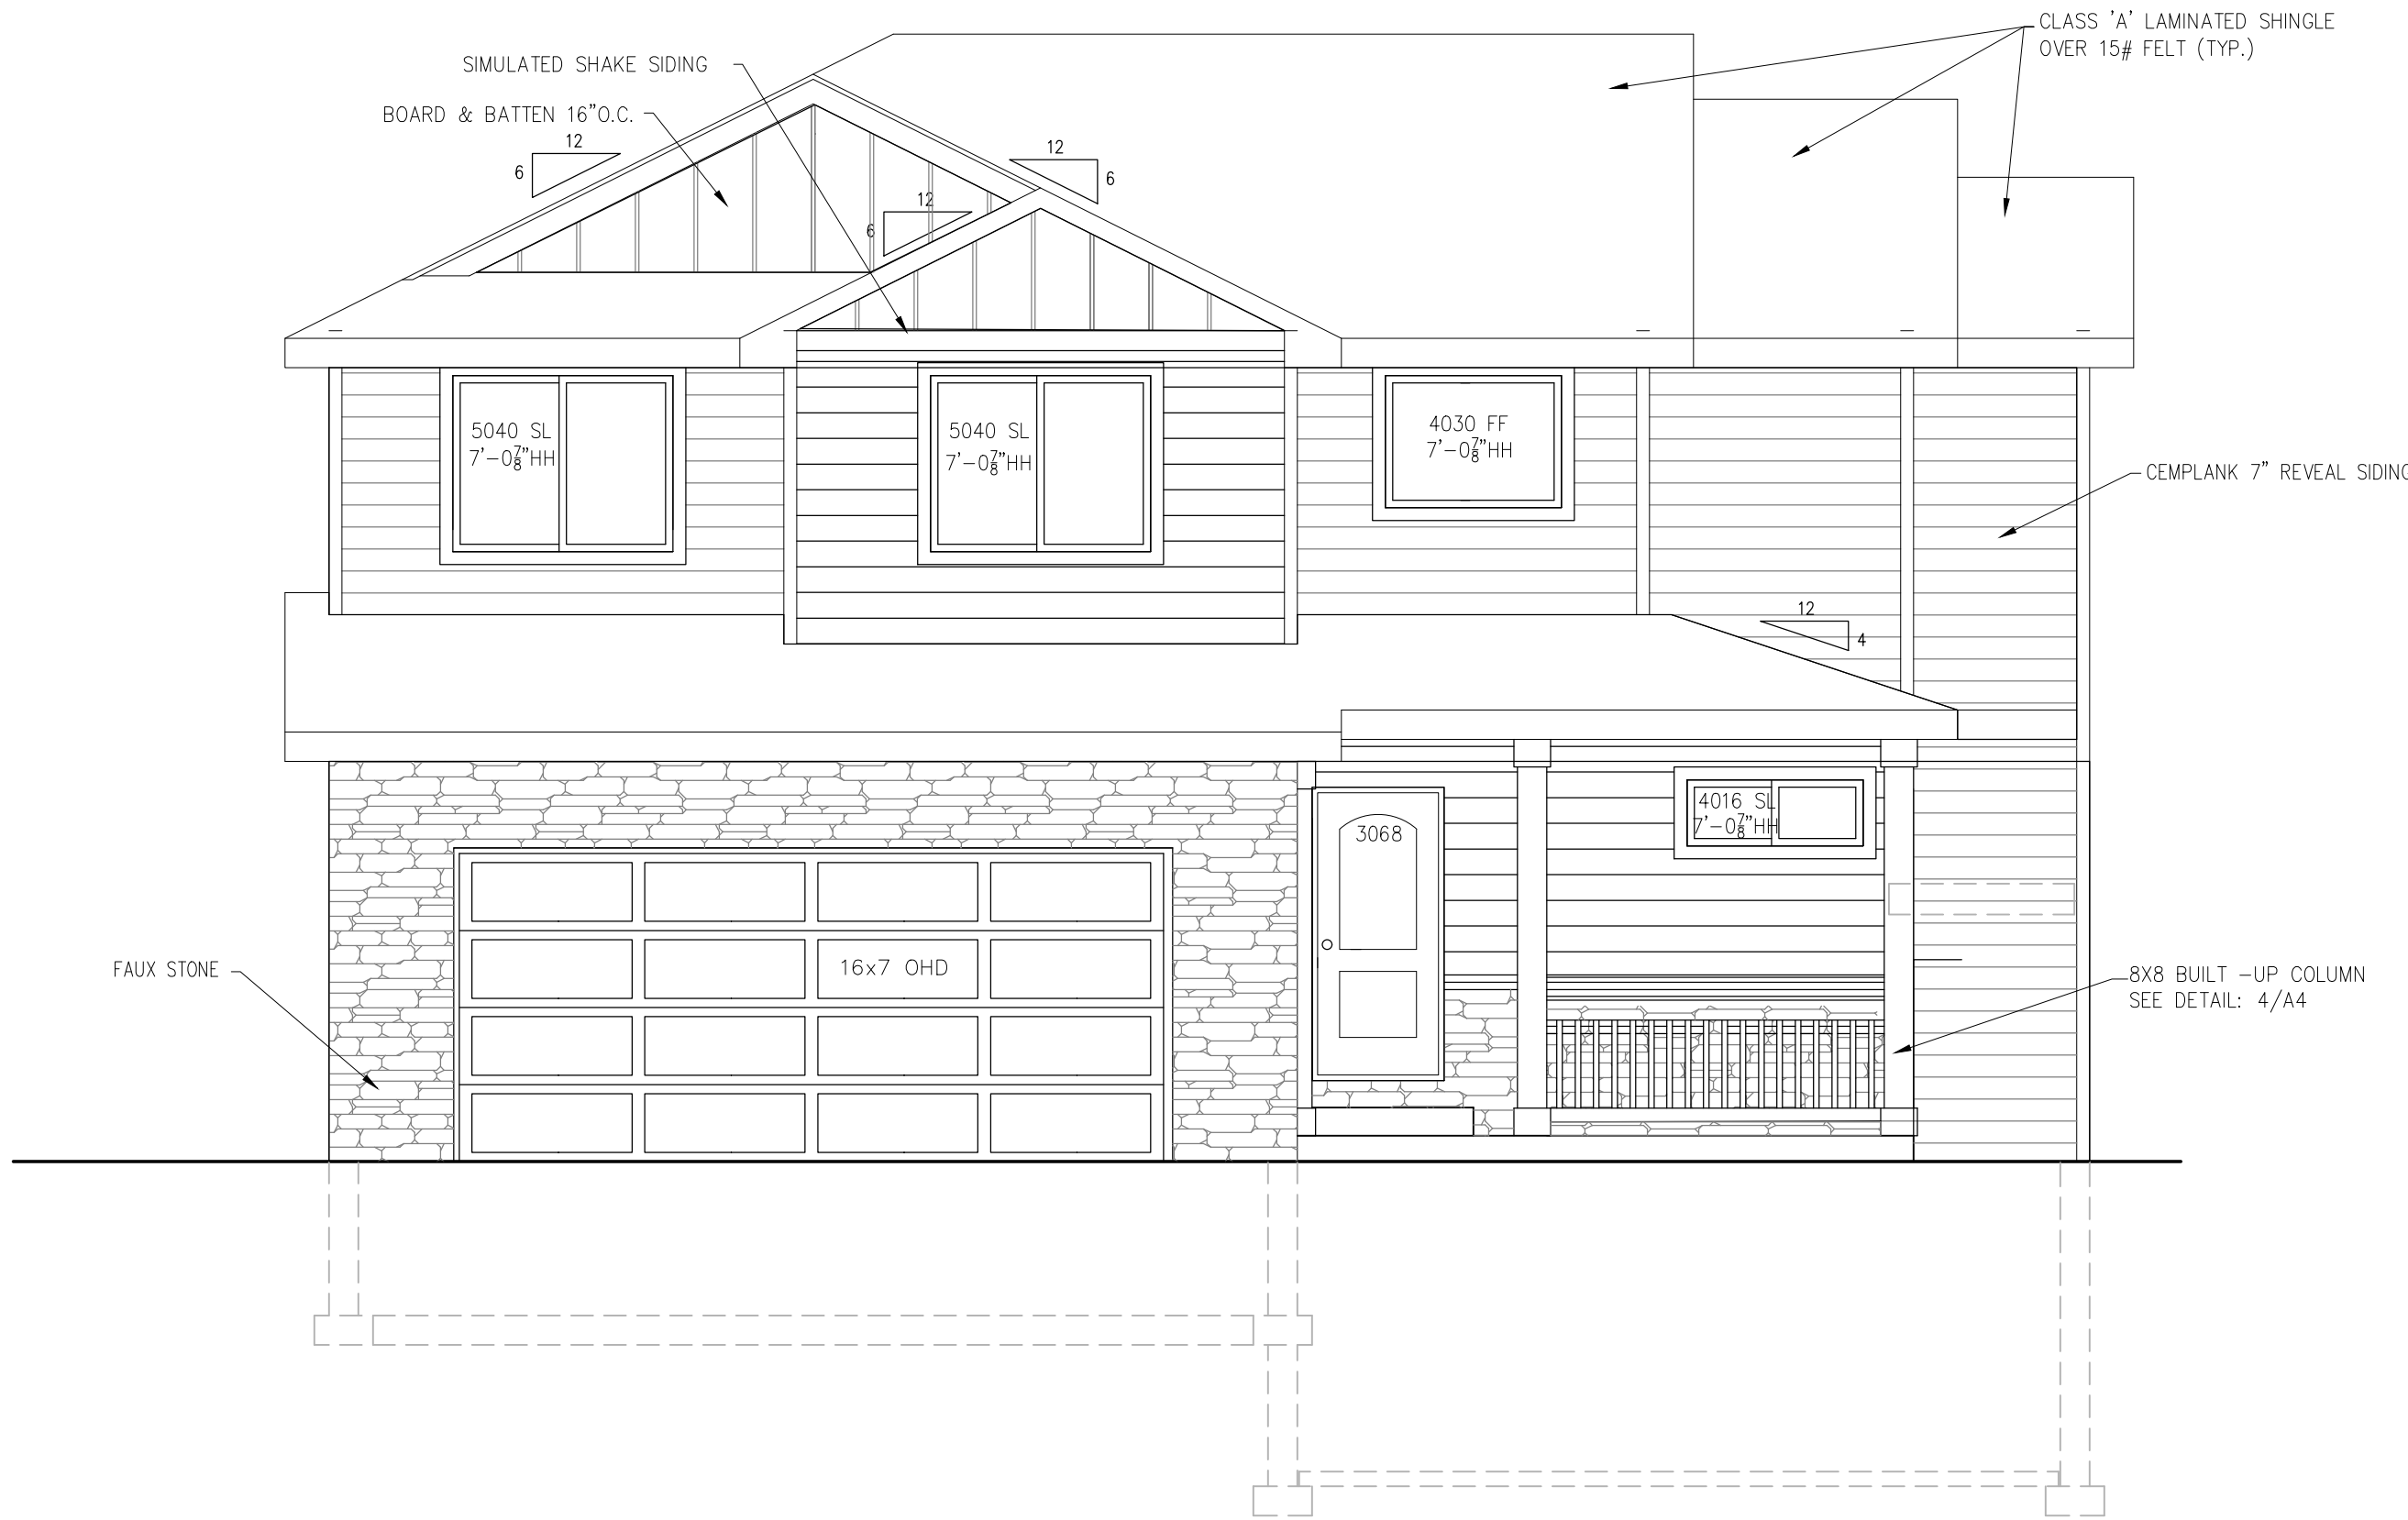 CLASS 'A' LAMINATED SHINGLE
OVER 15# FELT (TYP.)
SIMULATED SHAKE SIDING
BOARD & BATTEN 16"O.C.
12
6
12
6
12
6
5040 SL
7'-0⅞"HH
5040 SL
7'-0⅞"HH
4030 FF
7'-0⅞"HH
CEMPLANK 7" REVEAL SIDING
12
4
4016 SL
7'-0⅞"HH
3068
16x7 OHD
FAUX STONE
8X8 BUILT -UP COLUMN
SEE DETAIL: 4/A4